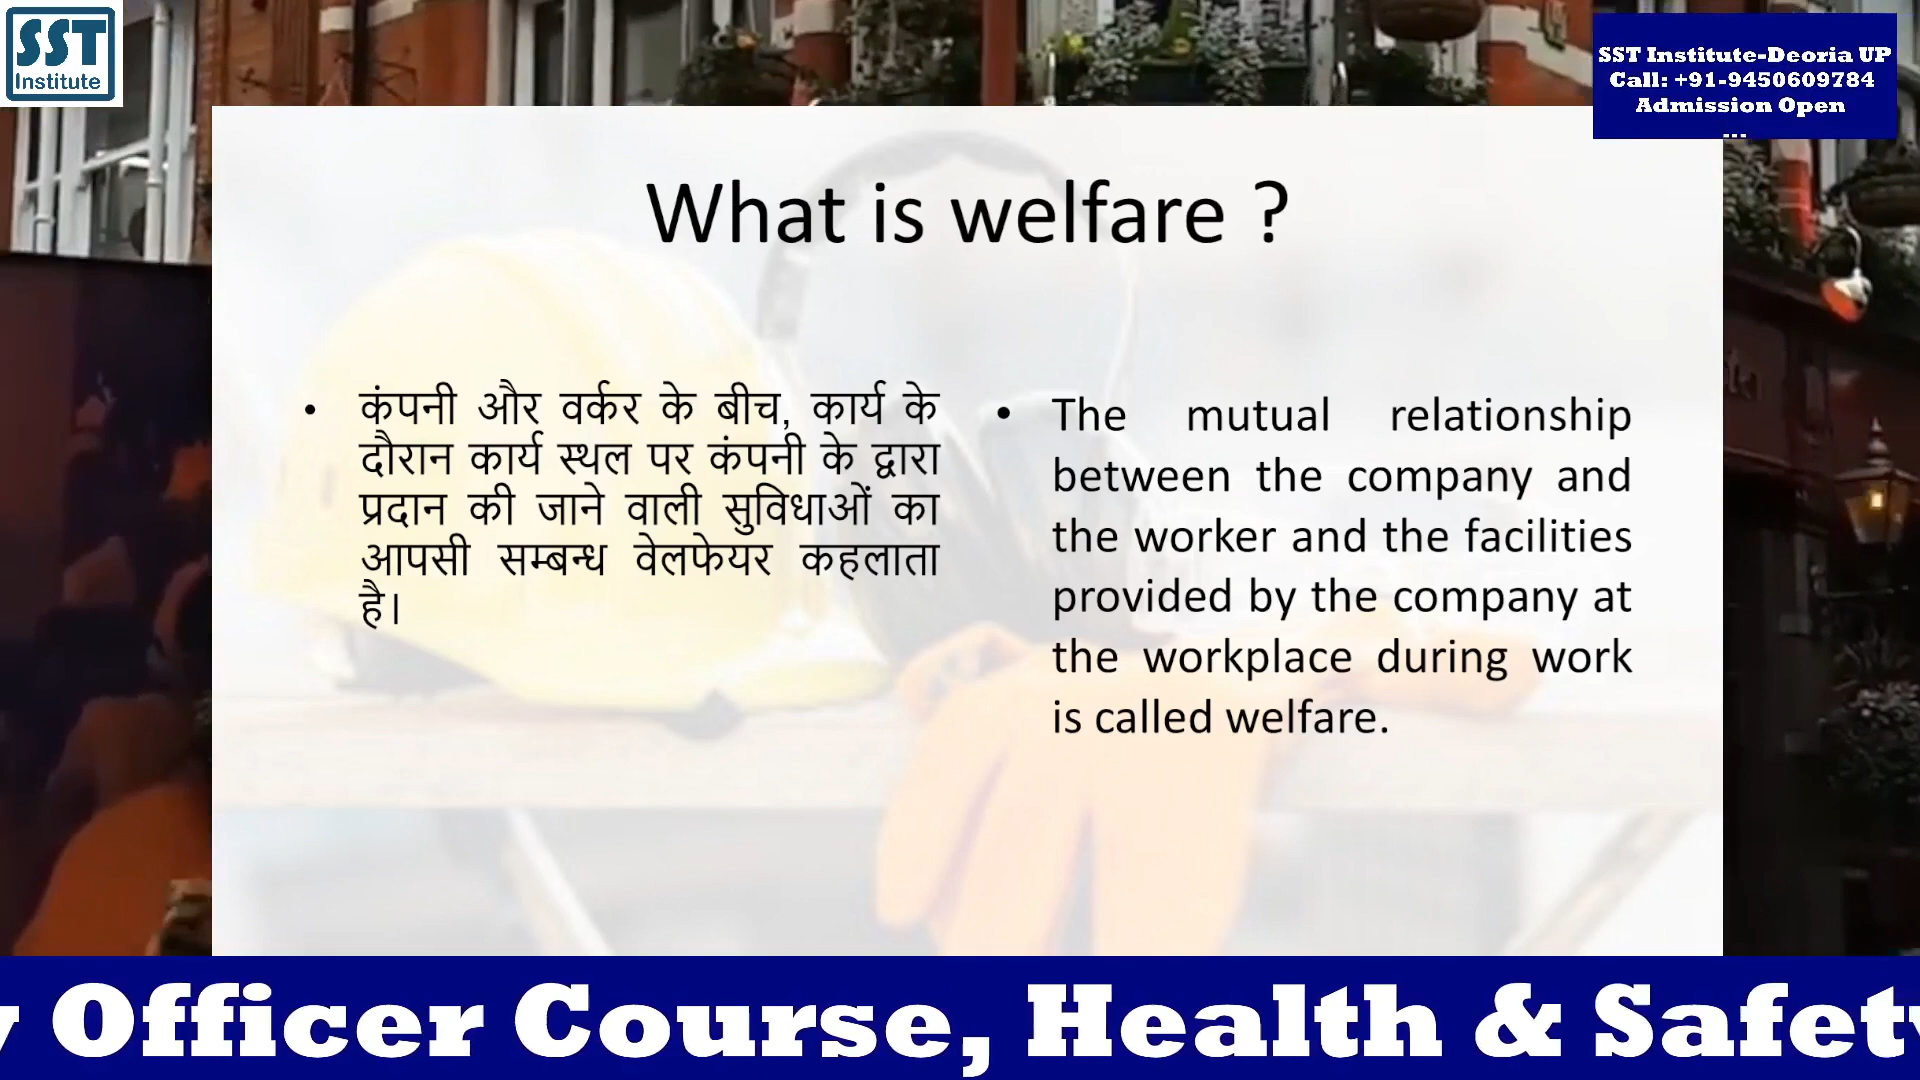 SST
Institute
SST Institute-Deoria UP
Call: +91-9450609784
Admission Open
...
What is welfare ?
• कंपनी और वर्कर के बीच, कार्य के
दौरान कार्य स्थल पर कंपनी के द्वारा
प्रदान की जाने वाली सुविधाओं का
आपसी सम्बन्ध वेलफेयर कहलाता
है।
• The mutual relationship
between the company and
the worker and the facilities
provided by the company at
the workplace during work
is called welfare.
y Officer Course, Health & Safety